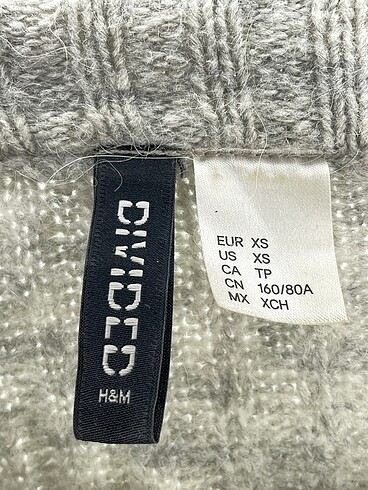 DIVIDED
H&M
EUR XS
US XS
CA TP
CN 160/80A
MX XCH